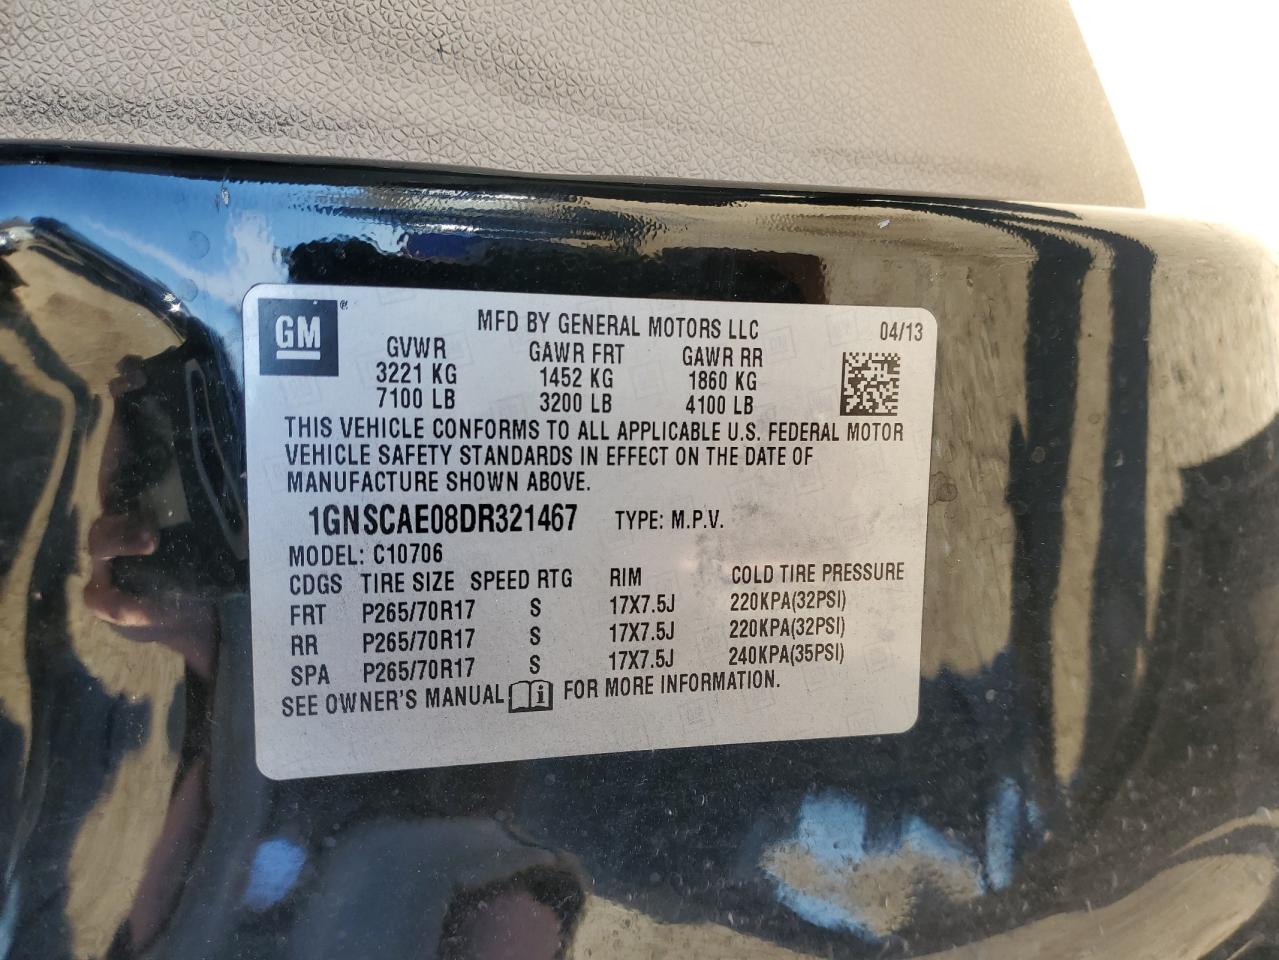 GM ®
MFD BY GENERAL MOTORS LLC 04/13
GVWR GAWR FRT GAWR RR
3221 KG 1452 KG 1860 KG
7100 LB 3200 LB 4100 LB
THIS VEHICLE CONFORMS TO ALL APPLICABLE U.S. FEDERAL MOTOR
VEHICLE SAFETY STANDARDS IN EFFECT ON THE DATE OF
MANUFACTURE SHOWN ABOVE.
1GNSCAE08DR321467 TYPE: M.P.V.
MODEL: C10706
CDGS TIRE SIZE SPEED RTG RIM COLD TIRE PRESSURE
FRT P265/70R17 S 17X7.5J 220KPA(32PSI)
RR P265/70R17 S 17X7.5J 220KPA(32PSI)
SPA P265/70R17 S 17X7.5J 240KPA(35PSI)
SEE OWNER'S MANUAL i FOR MORE INFORMATION.